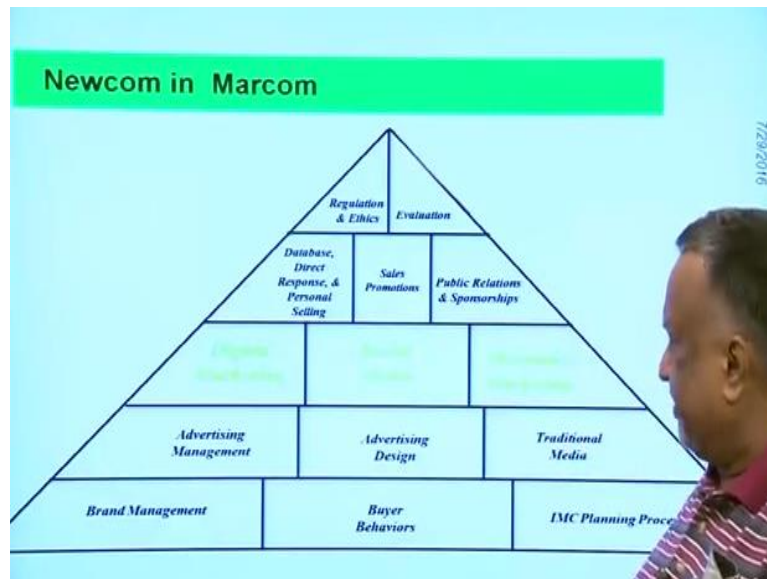 Newcom in Marcom
7/29/2016
Regulation
& Ethics
Evaluation
Database,
Direct
Response, &
Personal
Selling
Sales
Promotions
Public Relations
& Sponsorships
Advertising
Management
Advertising
Design
Traditional
Media
Brand Management
Buyer
Behaviors
IMC Planning Proce